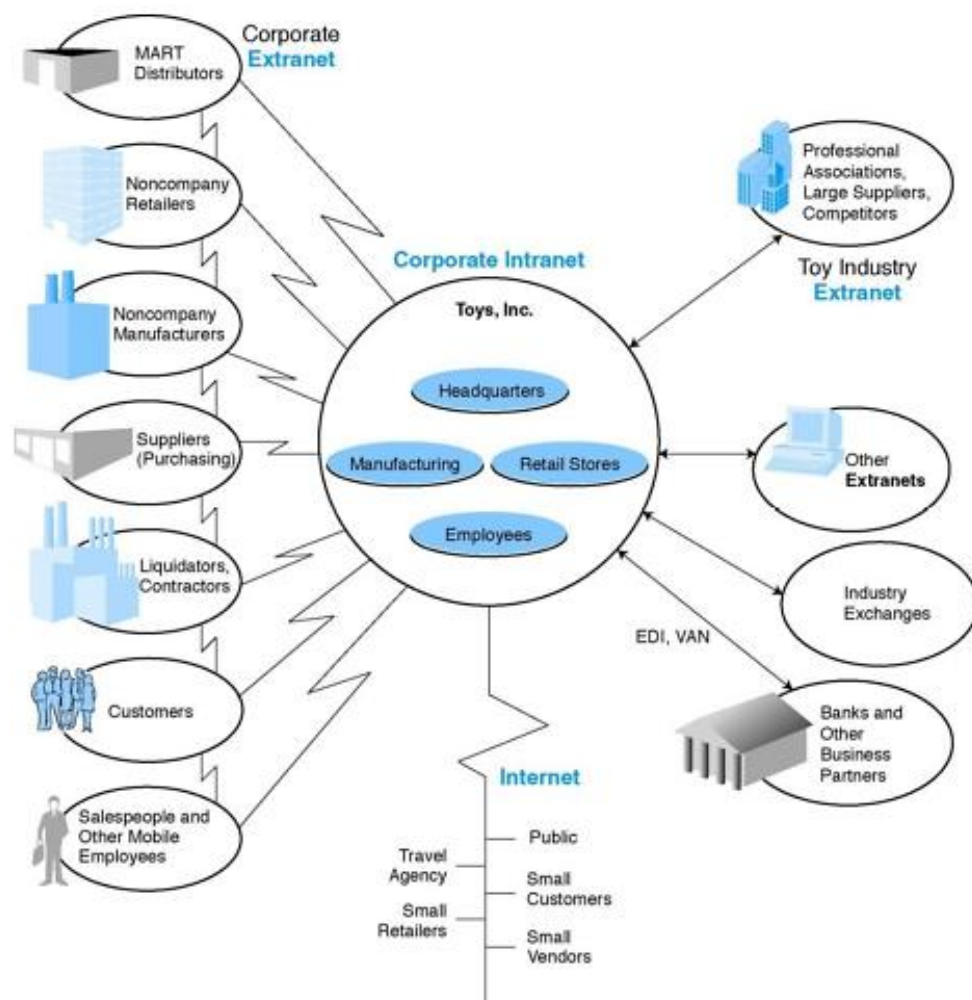 Corporate
Extranet
MART
Distributors
Noncompany
Retailers
Noncompany
Manufacturers
Suppliers
(Purchasing)
Liquidators,
Contractors
Customers
Salespeople and
Other Mobile
Employees
Corporate Intranet
Toys, Inc.
Headquarters
Manufacturing
Retail Stores
Employees
Professional
Associations,
Large Suppliers,
Competitors
Toy Industry
Extranet
Other
Extranets
Industry
Exchanges
EDI, VAN
Banks and
Other
Business
Partners
Internet
Public
Travel
Agency
Small
Customers
Small
Retailers
Small
Vendors